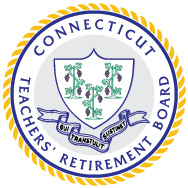 CONNECTICUT
TEACHERS' RETIREMENT BOARD
QUI TRANSTULIT SUSTINET